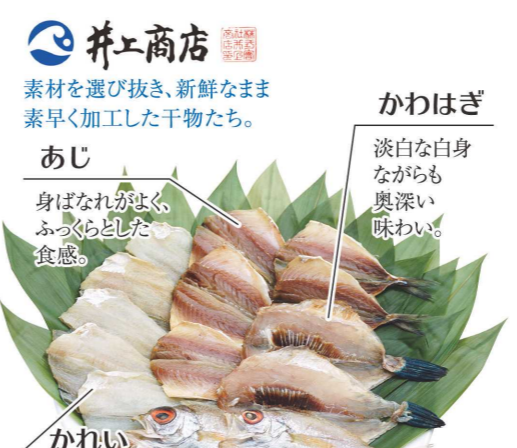 井上商店
素材を選び抜き、新鮮なまま
素早く加工した干物たち。
あじ
身ばなれがよく、
ふっくらとした
食感。
かわはぎ
淡白な白身
ながらも
奥深い
味わい。
かれい